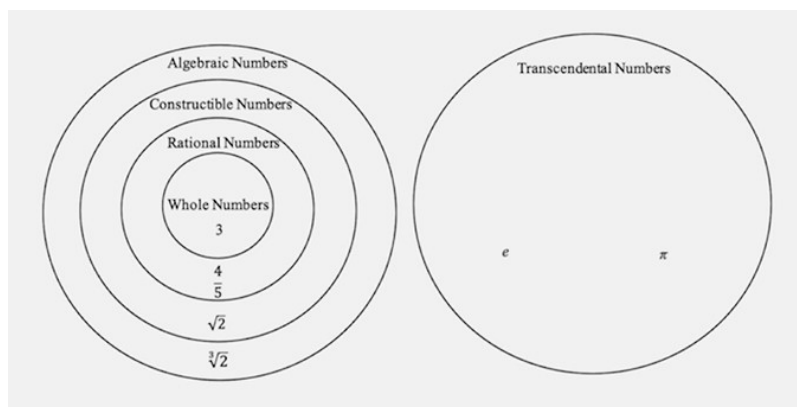 Algebraic Numbers
Constructible Numbers
Rational Numbers
Whole Numbers
3
4
5
√2
∛2
Transcendental Numbers
e
π